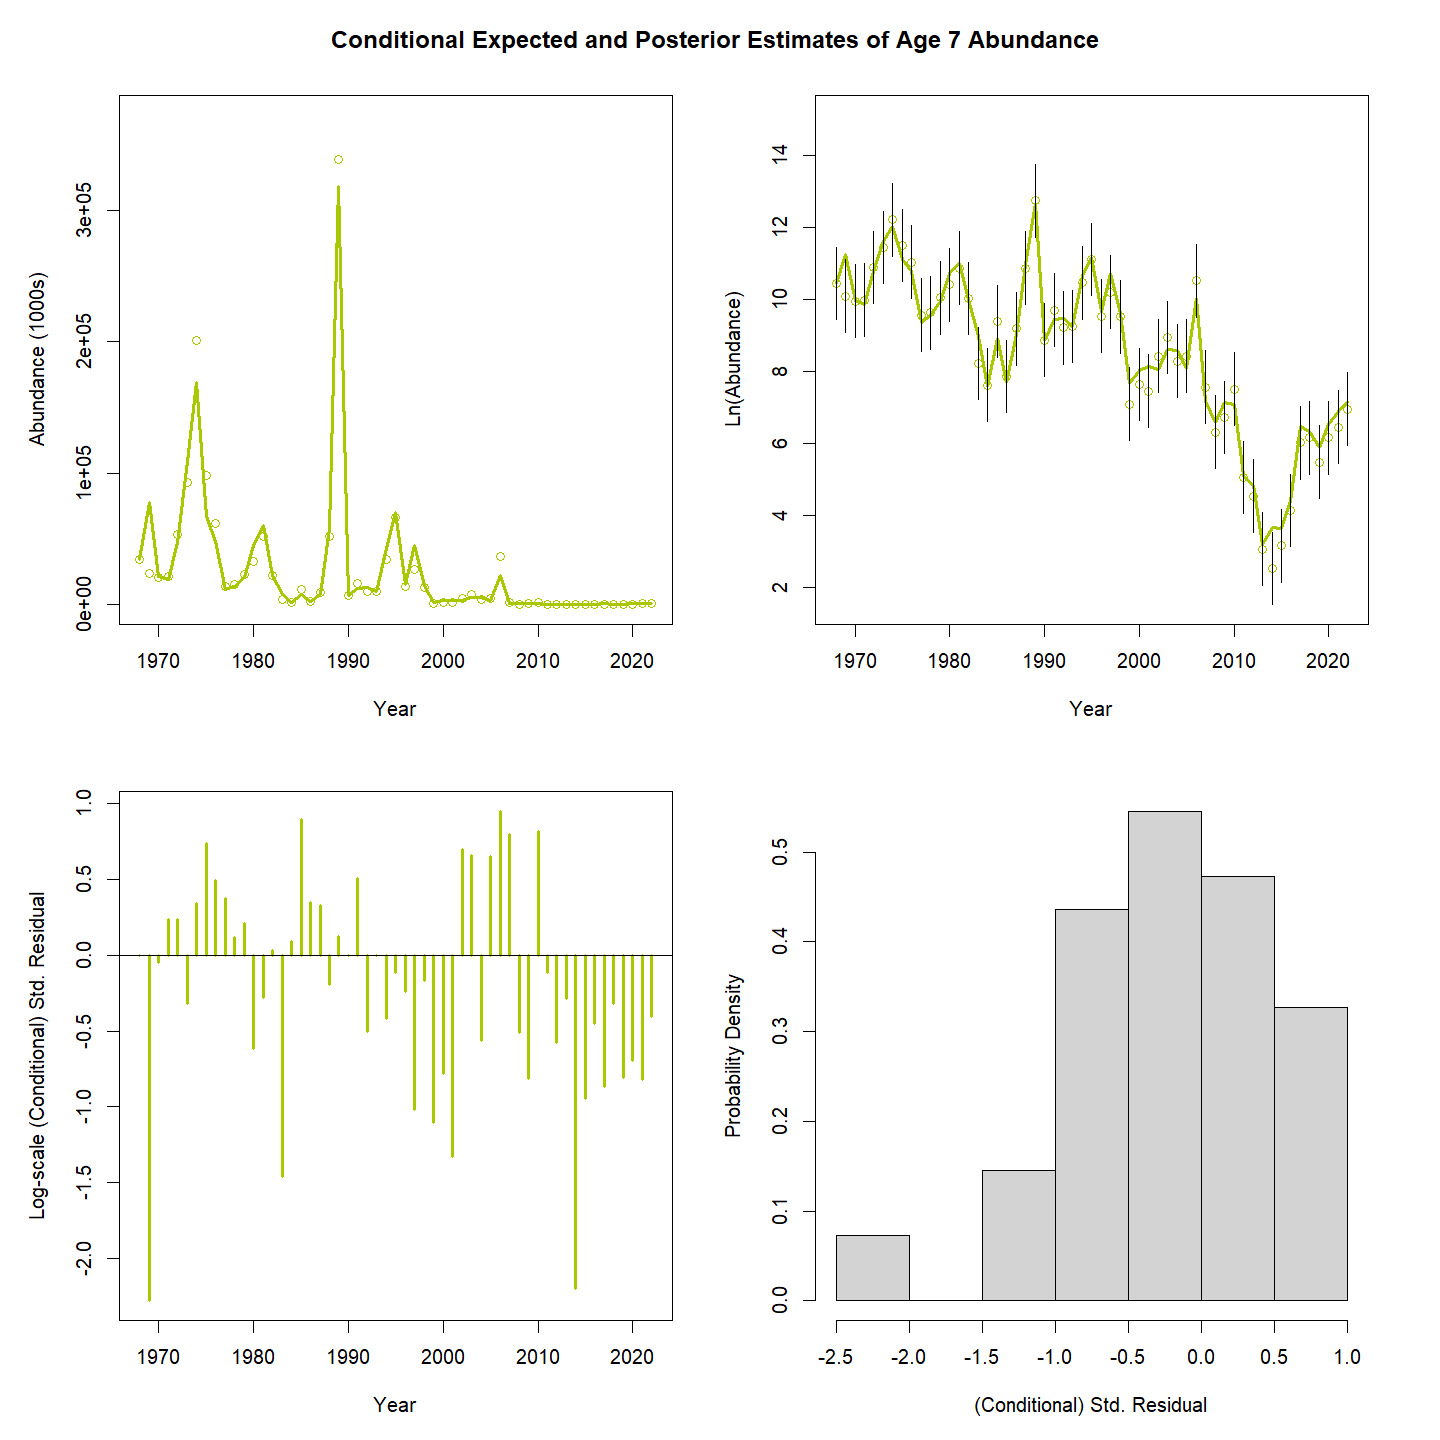 Conditional Expected and Posterior Estimates of Age 7 Abundance
Abundance (1000s)
0e+00 1e+05 2e+05 3e+05
1970 1980 1990 2000 2010 2020
Year
Ln(Abundance)
2 4 6 8 10 12 14
1970 1980 1990 2000 2010 2020
Year
Log-scale (Conditional) Std. Residual
-2.0 -1.5 -1.0 -0.5 0.0 0.5 1.0
1970 1980 1990 2000 2010 2020
Year
Probability Density
0.0 0.1 0.2 0.3 0.4 0.5
-2.5 -2.0 -1.5 -1.0 -0.5 0.0 0.5 1.0
(Conditional) Std. Residual